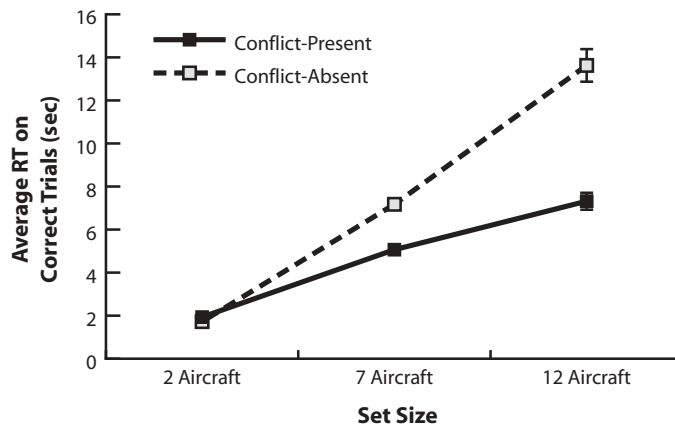 16
14
12
10
8
6
4
2
0
Average RT on
Correct Trials (sec)
Conflict-Present
Conflict-Absent
2 Aircraft
7 Aircraft
12 Aircraft
Set Size